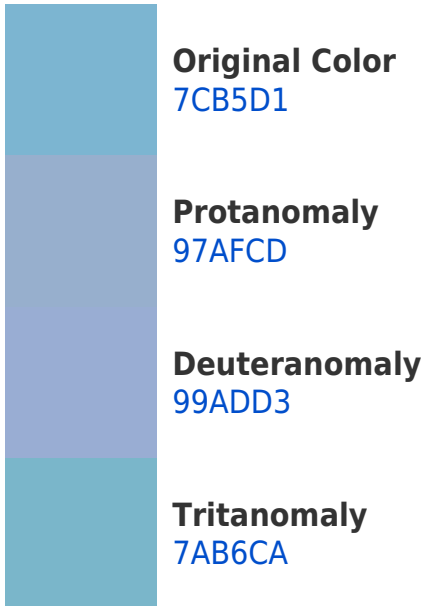 Original Color
7CB5D1
Protanomaly
97AFCD
Deuteranomaly
99ADD3
Tritanomaly
7AB6CA